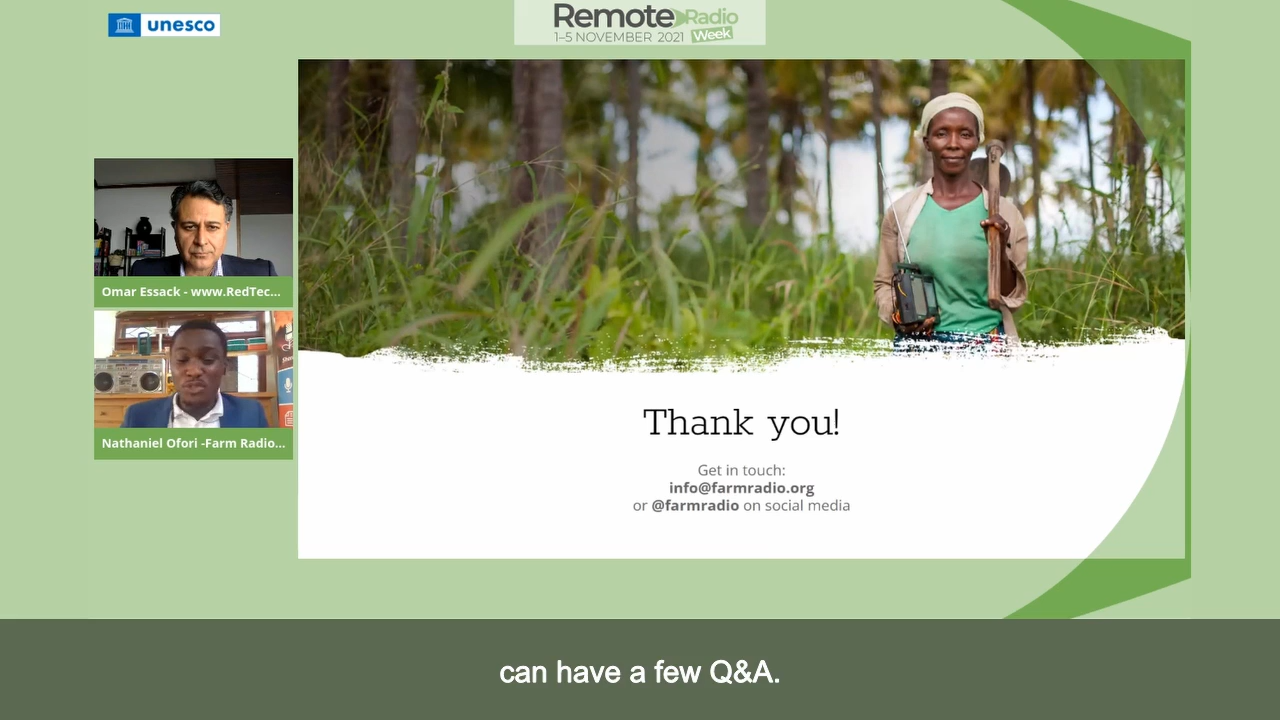 unesco
Remote Radio
1–5 NOVEMBER 2021 Week
Omar Essack - www.RedTec...
Nathaniel Ofori -Farm Radio...
Thank you!
Get in touch:
info@farmradio.org
or @farmradio on social media
can have a few Q&A.